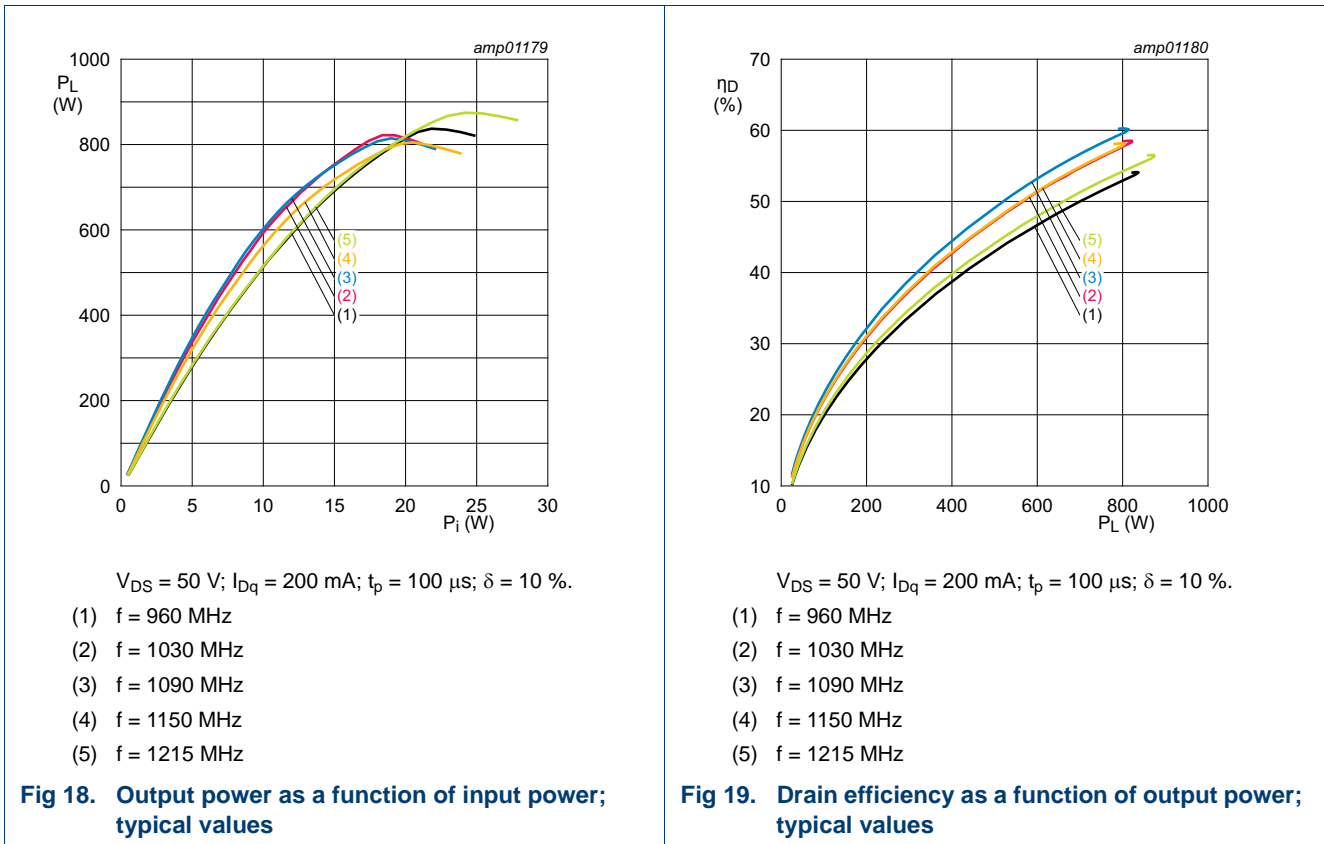 amp01179
1000
PL
(W)
800
600
400
200
0
(5)
(4)
(3)
(2)
(1)
0 5 10 15 20 25 30
Pi (W)
VDS = 50 V; IDq = 200 mA; tp = 100 μs; δ = 10 %.
(1) f = 960 MHz
(2) f = 1030 MHz
(3) f = 1090 MHz
(4) f = 1150 MHz
(5) f = 1215 MHz
Fig 18. Output power as a function of input power;
typical values
amp01180
70
ηD
(%)
60
50
40
30
20
10
(5)
(4)
(3)
(2)
(1)
0 200 400 600 800 1000
PL (W)
VDS = 50 V; IDq = 200 mA; tp = 100 μs; δ = 10 %.
(1) f = 960 MHz
(2) f = 1030 MHz
(3) f = 1090 MHz
(4) f = 1150 MHz
(5) f = 1215 MHz
Fig 19. Drain efficiency as a function of output power;
typical values